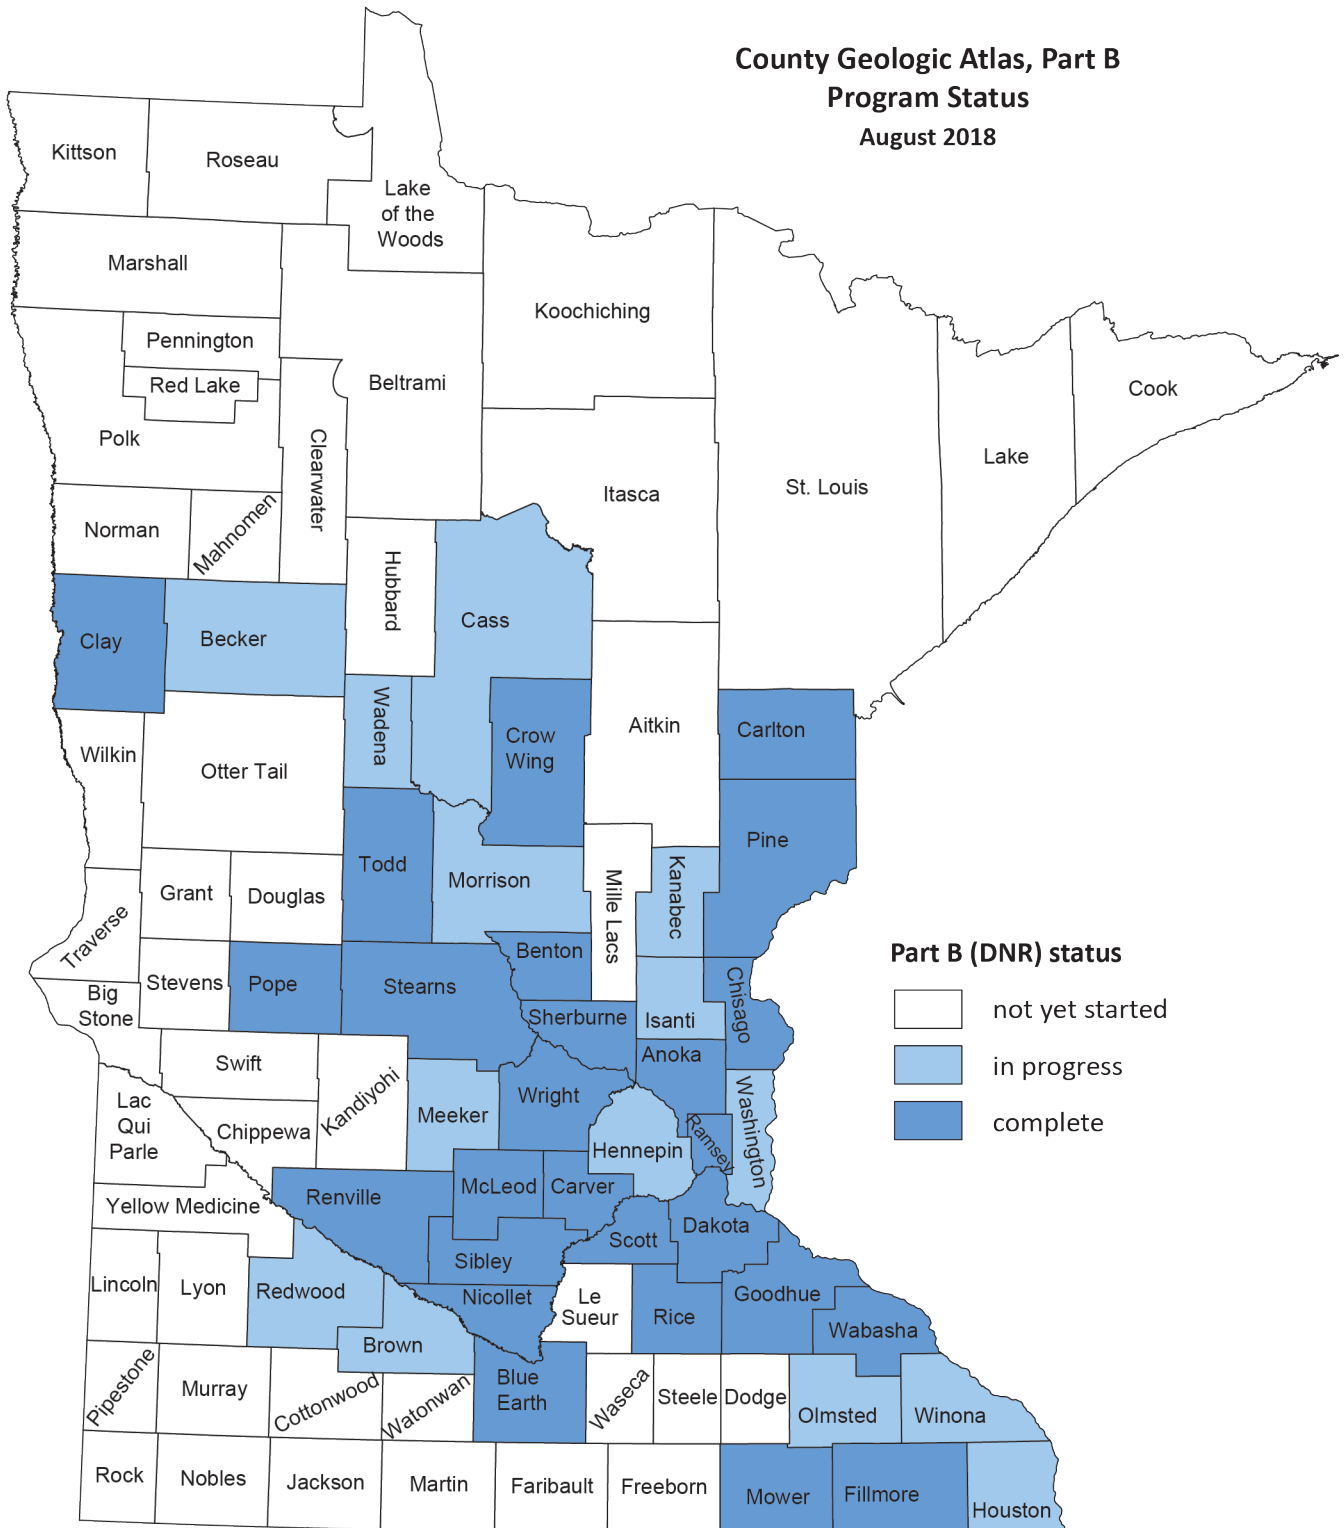 County Geologic Atlas, Part B
Program Status
August 2018
Kittson
Roseau
Lake
of the
Woods
Marshall
Koochiching
Pennington
Red Lake
Beltrami
Cook
Polk
Clearwater
Lake
St. Louis
Itasca
Norman
Mahnomen
Hubbard
Cass
Clay
Becker
Wadena
Crow
Wing
Aitkin
Carlton
Wilkin
Otter Tail
Pine
Todd
Morrison
Mille Lacs
Kanabec
Grant
Douglas
Traverse
Benton
Stevens
Pope
Stearns
Big
Stone
Chisago
Sherburne
Isanti
Anoka
Swift
Kandiyohi
Wright
Meeker
Washington
Lac
Qui
Parle
Chippewa
Hennepin
Ramsey
Renville
McLeod
Carver
Yellow Medicine
Dakota
Scott
Sibley
Lincoln
Lyon
Redwood
Nicollet
Le
Sueur
Rice
Goodhue
Wabasha
Brown
Pipestone
Murray
Cottonwood
Watonwan
Blue
Earth
Waseca
Steele
Dodge
Olmsted
Winona
Rock
Nobles
Jackson
Martin
Faribault
Freeborn
Mower
Fillmore
Houston
Part B (DNR) status
not yet started
in progress
complete